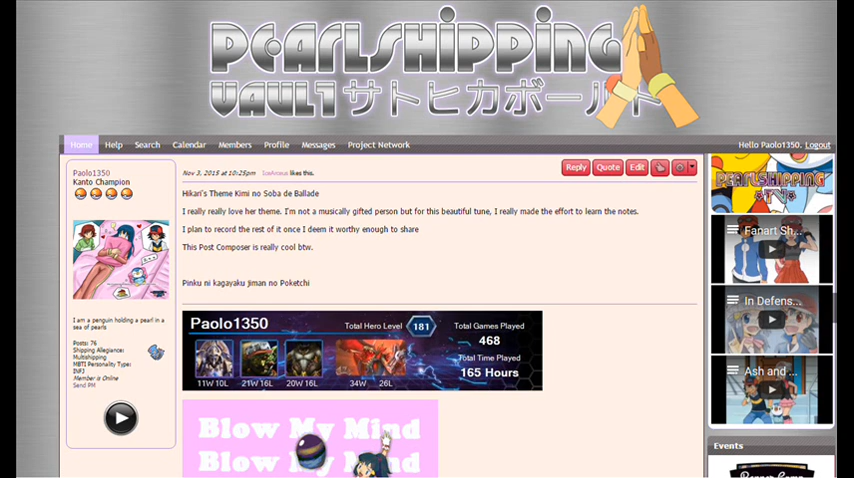 PEARLSHIPPING
VAULT サトヒカボールト
Home Help Search Calendar Members Profile Messages Project Network
Hello Paolo1350. Logout
Paolo1350
Kanto Champion
I am a penguin holding a pearl in a
sea of pearls
Posts: 76
Shipping Allegiance:
Multishipping
MBTI Personality Type:
INFJ
Member is Online
Send PM
Nov 3, 2015 at 10:25pm
likes this.
Reply Quote Edit
Hikari's Theme Kimi no Soba de Ballade
I really really love her theme. I'm not a musically gifted person but for this beautiful tune, I really made the effort to learn the notes.
I plan to record the rest of it once I deem it worthy enough to share
This Post Composer is really cool btw.
Pinku ni kagayaku jiman no Poketchi
Paolo1350
Total Hero Level 181
Total Games Played
468
Total Time Played
165 Hours
11W 10L 21W 16L 20W 16L 34W 26L
Blow My Mind
Blow My Mind
PEARLSHIPPING
TV
Fanart Sh...
In Defens...
Ash and ...
Events